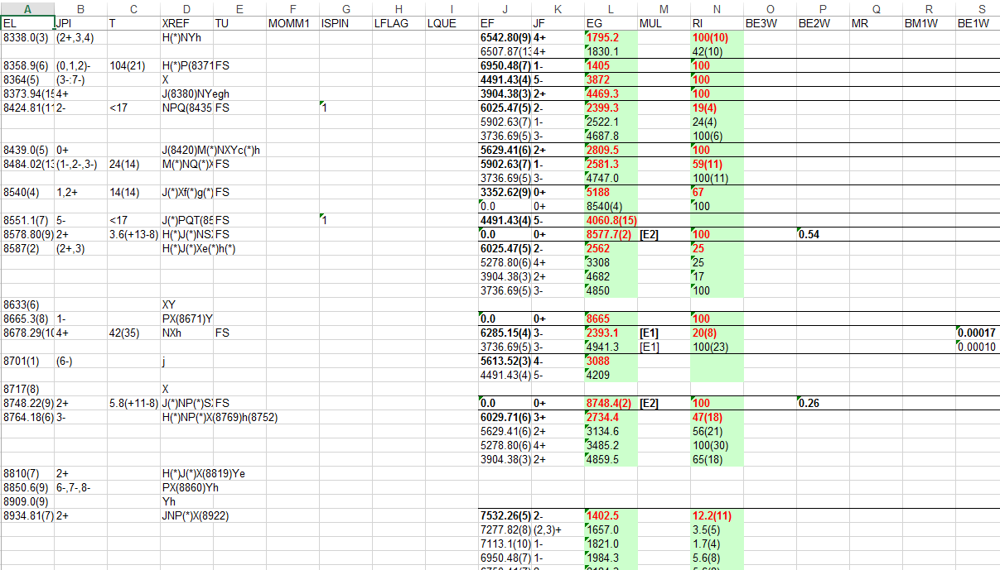 A B C D E F G H I J K L M N O P Q R S
EL JPI T XREF TU MOMM1 ISPIN LFLAG LQUE EF JF EG MUL RI BE3W BE2W MR BM1W BE1W
8338.0(3) (2+,3,4) H(*)NYh 6542.80(9) 4+ 1795.2 100(10)
6507.87(13 4+ 1830.1 42(10)
8358.9(6) (0,1,2)- 104(21) H(*)P(8371 FS 6950.48(7) 1- 1405 100
8364(5) (3-:7-) X 4491.43(4) 5- 3872 100
8373.94(15 4+ J(8380)NYegh 3904.38(3) 2+ 4469.3 100
8424.81(11 2- <17 NPQ(8435 FS 1 6025.47(5) 2- 2399.3 19(4)
5902.63(7) 1- 2522.1 24(4)
3736.69(5) 3- 4687.8 100(6)
8439.0(5) 0+ J(8420)M(*)NXYc(*)h 5629.41(6) 2+ 2809.5 100
8484.02(13 (1-,2-,3-) 24(14) M(*)NQ(*)X FS 5902.63(7) 1- 2581.3 59(11)
3736.69(5) 3- 4747.0 100(11)
8540(4) 1,2+ 14(14) J(*)Xf(*)g(*) FS 3352.62(9) 0+ 5188 67
0.0 0+ 8540(4) 100
8551.1(7) 5- <17 J(*)PQT(85 FS 1 4491.43(4) 5- 4060.8(15)
8578.80(9) 2+ 3.6(+13-8) H(*)J(*)NS FS 0.0 0+ 8577.7(2) [E2] 100 0.54
8587(2) (2+,3) H(*)J(*)Xe(*)h(*) 6025.47(5) 2- 2562 25
5278.80(6) 4+ 3308 25
3904.38(3) 2+ 4682 17
3736.69(5) 3- 4850 100
8633(6) XY
8665.3(8) 1- PX(8671)Y 0.0 0+ 8665 100
8678.29(10 4+ 42(35) NXh FS 6285.15(4) 3- 2393.1 [E1] 20(8) 0.00017
3736.69(5) 3- 4941.3 [E1] 100(23) 0.00010
8701(1) (6-) j 5613.52(3) 4- 3088
4491.43(4) 5- 4209
8717(8) X
8748.22(9) 2+ 5.8(+11-8) J(*)NP(*)S FS 0.0 0+ 8748.4(2) [E2] 100 0.26
8764.18(6) 3- H(*)NP(*)X(8769)h(8752) 6029.71(6) 3+ 2734.4 47(18)
5629.41(6) 2+ 3134.6 56(21)
5278.80(6) 4+ 3485.2 100(30)
3904.38(3) 2+ 4859.5 65(18)
8810(7) 2+ H(*)J(*)X(8819)Ye
8850.6(9) 6-,7-,8- PX(8860)Yh
8909.0(9) Yh
8934.81(7) 2+ JNP(*)X(8922) 7532.26(5) 2- 1402.5 12.2(11)
7277.82(8) (2,3)+ 1657.0 3.5(5)
7113.1(10) 1- 1821.0 1.7(4)
6950.48(7) 1- 1984.3 5.6(8)